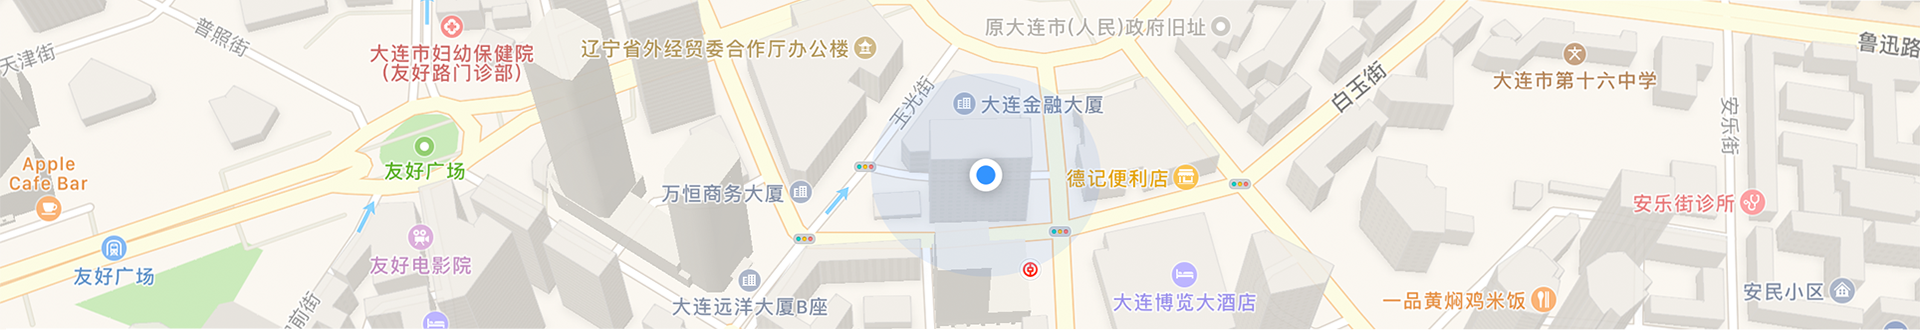 普照街
天津街
大连市妇幼保健院
（友好路门诊部）
辽宁省外经贸委合作厅办公楼
原大连市(人民)政府旧址
鲁迅路
大连市第十六中学
白玉街
玉光街
大连金融大厦
安乐街
友好广场
Apple
Cafe Bar
万恒商务大厦
德记便利店
安乐街诊所
友好广场
友好电影院
大连远洋大厦B座
大连博览大酒店
一品黄焖鸡米饭
安民小区
前街